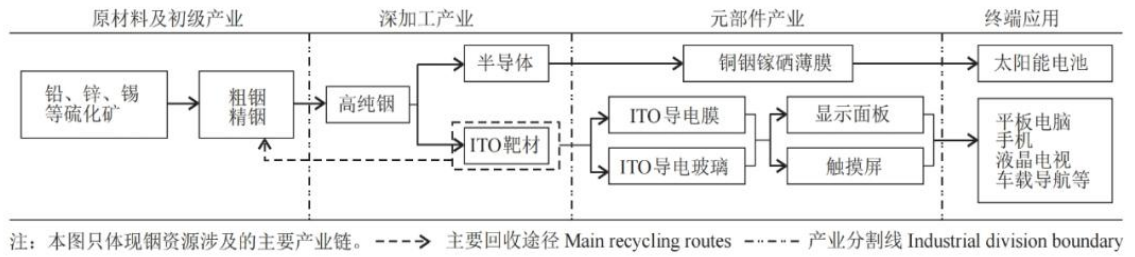 原材料及初级产业
深加工产业
元部件产业
终端应用
铅、锌、锡
等硫化矿
粗铟
精铟
高纯铟
半导体
ITO靶材
铜铟镓硒薄膜
ITO导电膜
ITO导电玻璃
显示面板
触摸屏
太阳能电池
平板电脑
手机
液晶电视
车载导航等
注：本图只体现铟资源涉及的主要产业链。 主要回收途径 Main recycling routes 产业分割线 Industrial division boundary